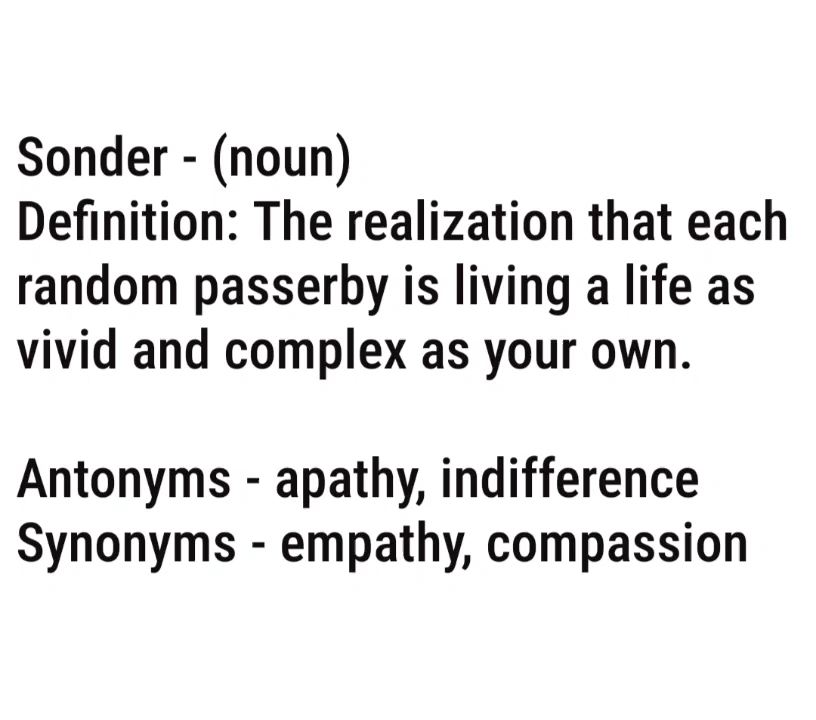 Sonder - (noun)
Definition: The realization that each
random passerby is living a life as
vivid and complex as your own.
Antonyms - apathy, indifference
Synonyms - empathy, compassion